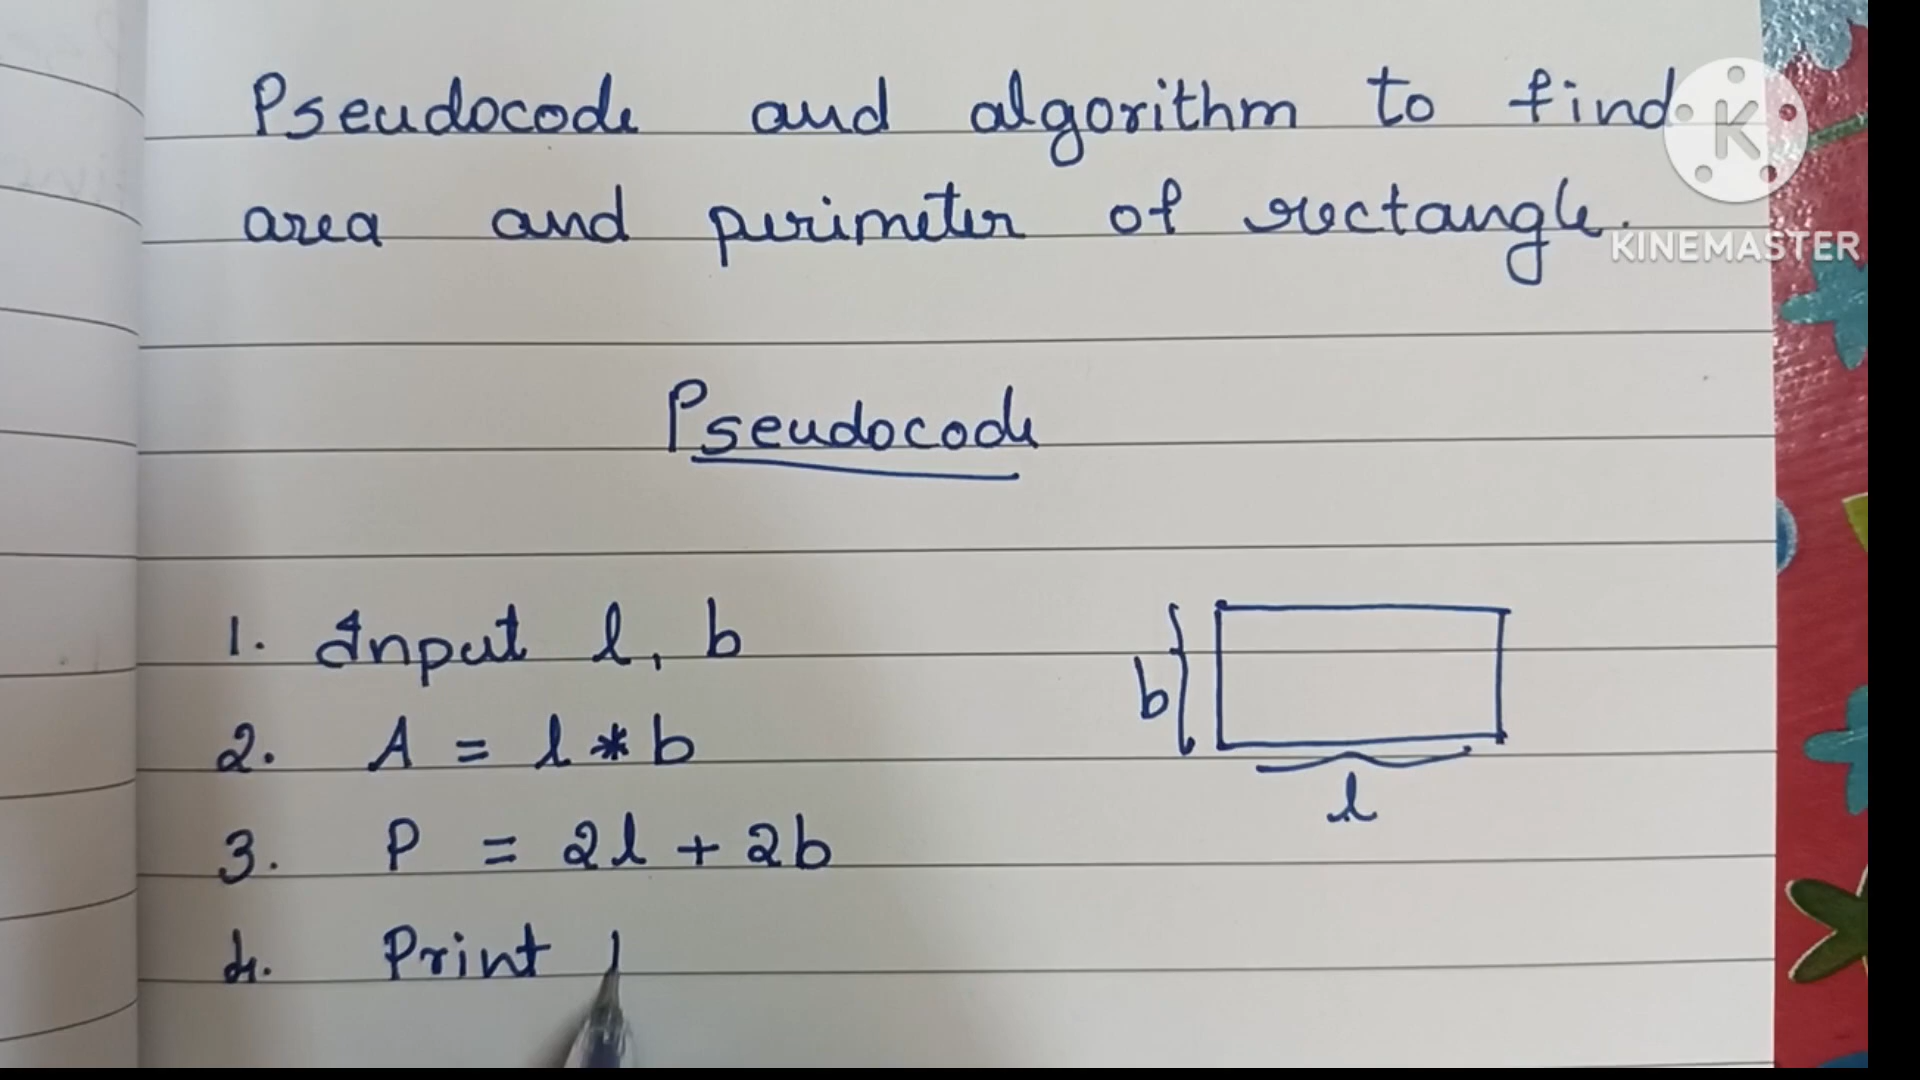 Pseudocode and algorithm to find
area and perimeter of rectangle.
K
KINEMASTER
Pseudocode
1. Input l, b
2. A = l * b
3. P = 2l + 2b
4. Print
b
l